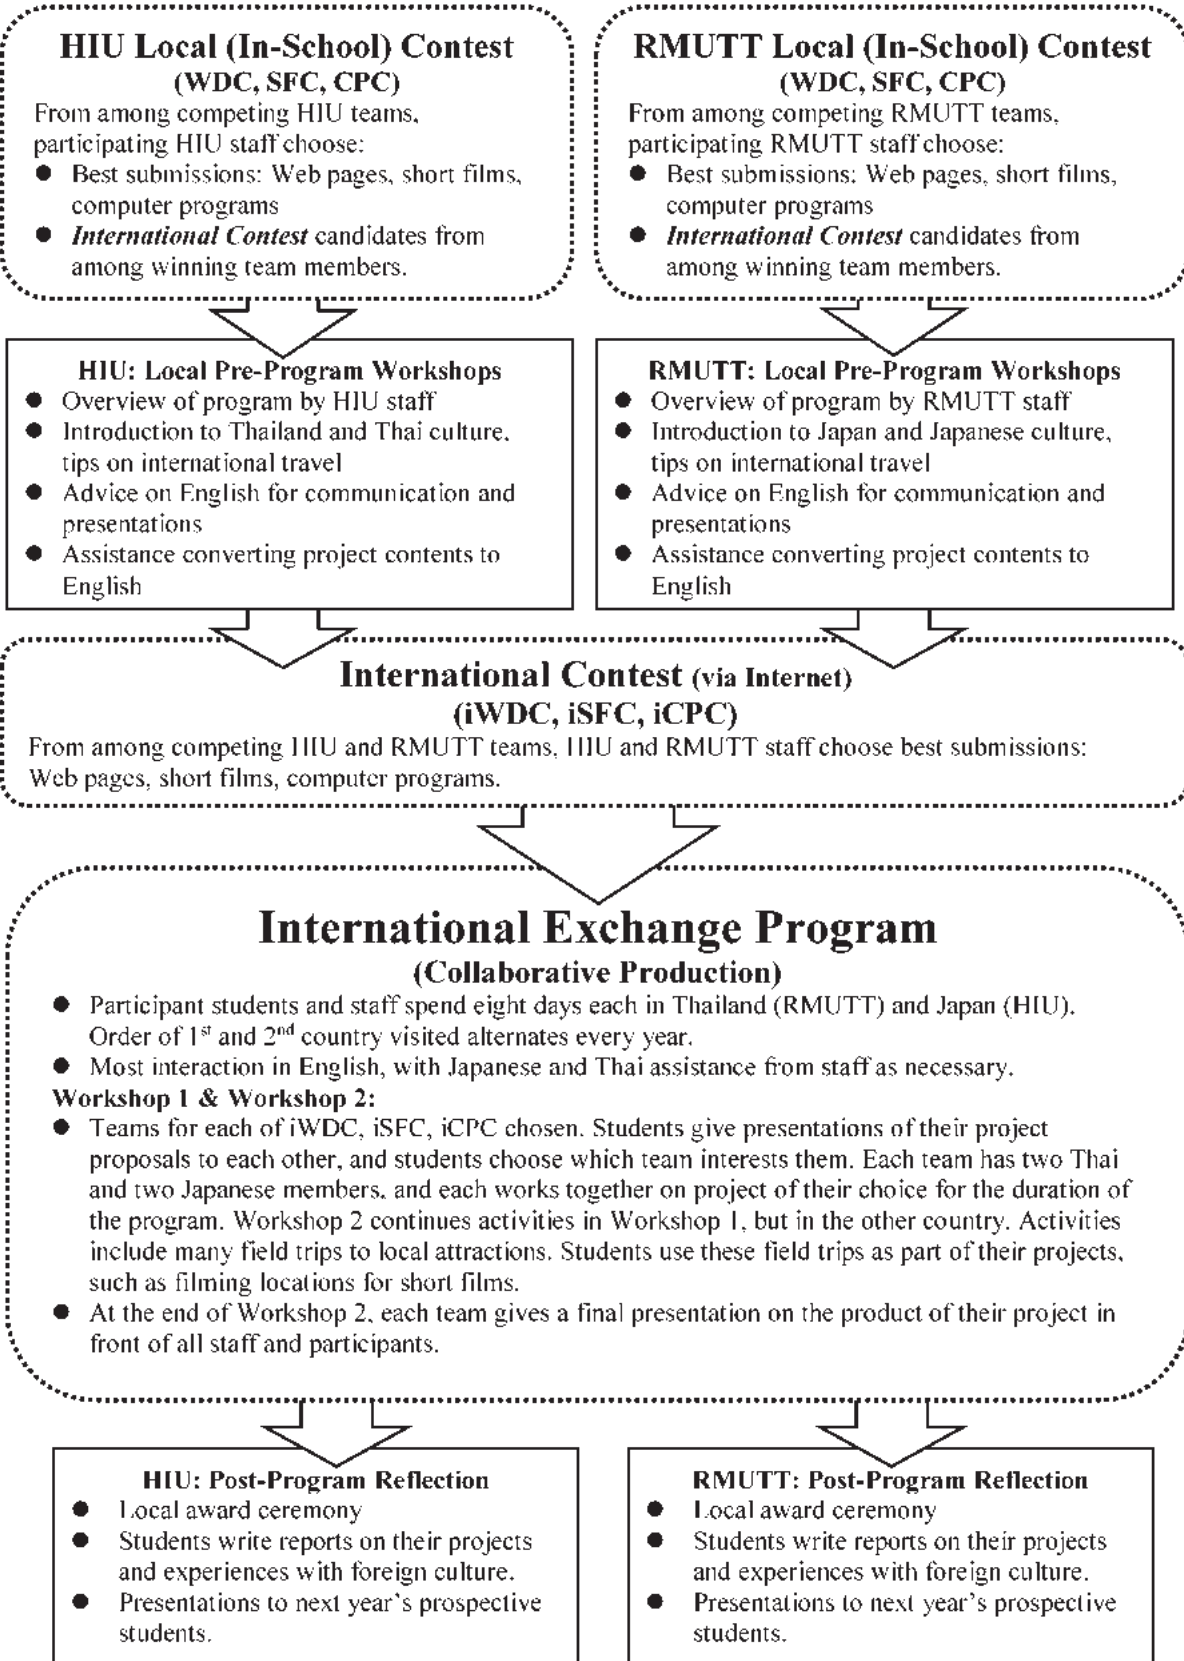 HIU Local (In-School) Contest
(WDC, SFC, CPC)
From among competing HIU teams,
participating HIU staff choose:
● Best submissions: Web pages, short films,
computer programs
● International Contest candidates from
among winning team members.
RMUTT Local (In-School) Contest
(WDC, SFC, CPC)
From among competing RMUTT teams,
participating RMUTT staff choose:
● Best submissions: Web pages, short films,
computer programs
● International Contest candidates from
among winning team members.
HIU: Local Pre-Program Workshops
● Overview of program by HIU staff
● Introduction to Thailand and Thai culture,
tips on international travel
● Advice on English for communication and
presentations
● Assistance converting project contents to
English
RMUTT: Local Pre-Program Workshops
● Overview of program by RMUTT staff
● Introduction to Japan and Japanese culture,
tips on international travel
● Advice on English for communication and
presentations
● Assistance converting project contents to
English
International Contest (via Internet)
(iWDC, iSFC, iCPC)
From among competing HIU and RMUTT teams, HIU and RMUTT staff choose best submissions:
Web pages, short films, computer programs.
International Exchange Program
(Collaborative Production)
● Participant students and staff spend eight days each in Thailand (RMUTT) and Japan (HIU).
Order of 1st and 2nd country visited alternates every year.
● Most interaction in English, with Japanese and Thai assistance from staff as necessary.
Workshop 1 & Workshop 2:
● Teams for each of iWDC, iSFC, iCPC chosen. Students give presentations of their project
proposals to each other, and students choose which team interests them. Each team has two Thai
and two Japanese members, and each works together on project of their choice for the duration of
the program. Workshop 2 continues activities in Workshop 1, but in the other country. Activities
include many field trips to local attractions. Students use these field trips as part of their projects,
such as filming locations for short films.
● At the end of Workshop 2, each team gives a final presentation on the product of their project in
front of all staff and participants.
HIU: Post-Program Reflection
● Local award ceremony
● Students write reports on their projects
and experiences with foreign culture.
● Presentations to next year's prospective
students.
RMUTT: Post-Program Reflection
● Local award ceremony
● Students write reports on their projects
and experiences with foreign culture.
● Presentations to next year's prospective
students.